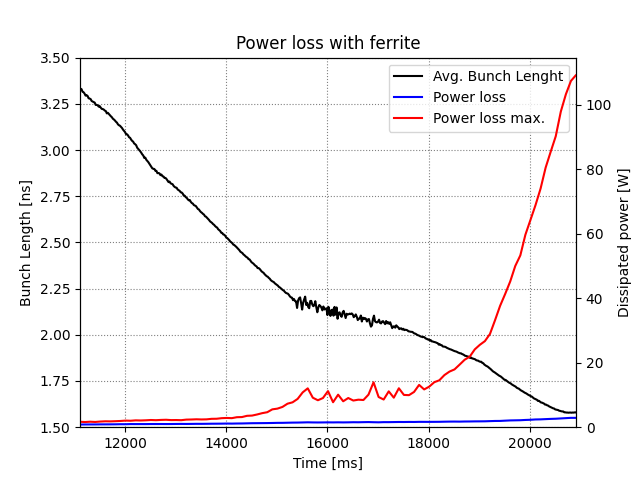 Power loss with ferrite
3.50
3.25
3.00
2.75
2.50
2.25
2.00
1.75
1.50
Bunch Length [ns]
Avg. Bunch Lenght
Power loss
Power loss max.
100
80
60
40
20
0
Dissipated power [W]
12000 14000 16000 18000 20000
Time [ms]